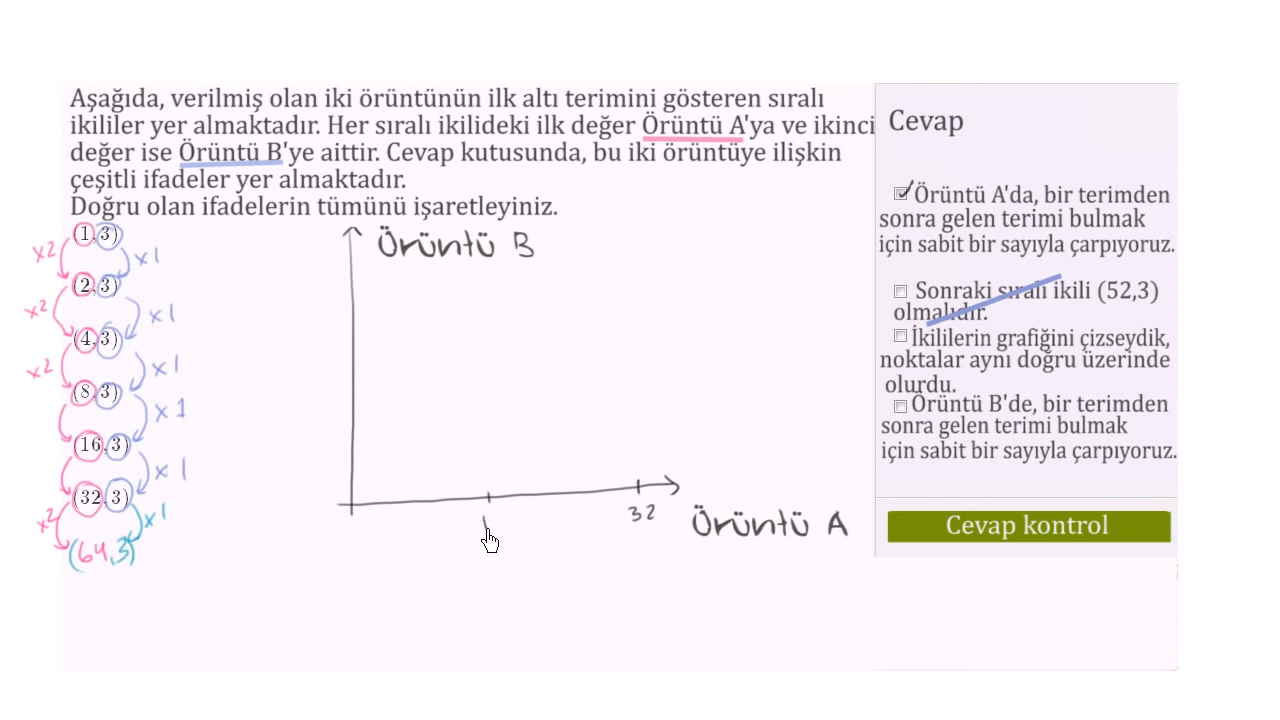 Aşağıda, verilmiş olan iki örüntünün ilk altı terimini gösteren sıralı
ikililer yer almaktadır. Her sıralı ikilideki ilk değer Örüntü A'ya ve ikinci
değer ise Örüntü B'ye aittir. Cevap kutusunda, bu iki örüntüye ilişkin
çeşitli ifadeler yer almaktadır.
Doğru olan ifadelerin tümünü işaretleyiniz.
(1,3)
x2
x1
(2,3)
x2
x1
(4,3)
x2
x1
(8,3)
x1
(16,3)
x1
(32,3)
x2
x1
(64,3)
Örüntü B
32
Örüntü A
Cevap
Örüntü A'da, bir terimden
sonra gelen terimi bulmak
için sabit bir sayıyla çarpıyoruz.
Sonraki sıralı ikili (52,3)
olmalıdır.
İkililerin grafiğini çizseydik,
noktalar aynı doğru üzerinde
olurdu.
Örüntü B'de, bir terimden
sonra gelen terimi bulmak
için sabit bir sayıyla çarpıyoruz.
Cevap kontrol